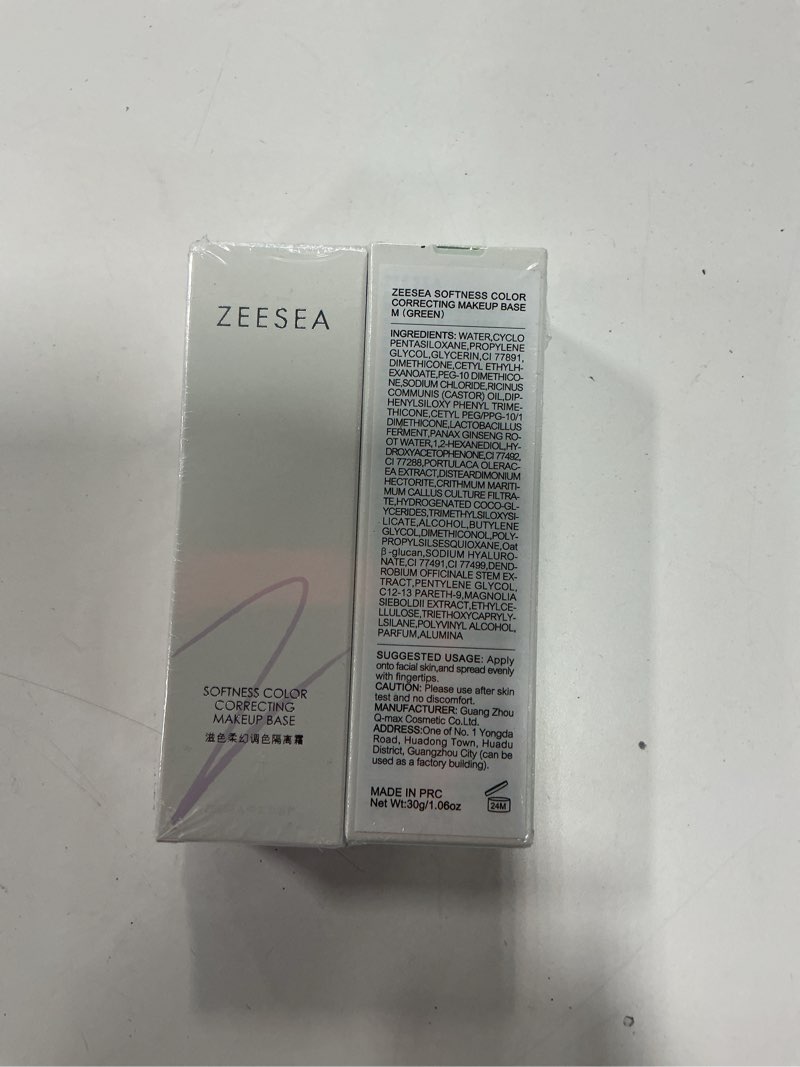 ZEESEA
SOFTNESS COLOR
CORRECTING
MAKEUP BASE
滋色柔幻调色隔离霜
ZEESEA SOFTNESS COLOR
CORRECTING MAKEUP BASE
M (GREEN)
INGREDIENTS: WATER,CYCLO
PENTASILOXANE,PROPYLENE
GLYCOL,GLYCERIN,CI 77891,
DIMETHICONE,CETYL ETHYLH-
EXANOATE,PEG-10 DIMETHICO-
NE,SODIUM CHLORIDE,RICINUS
COMMUNIS (CASTOR) OIL,DIP-
HENYLSILOXY PHENYL TRIME-
THICONE,CETYL PEG/PPG-10/1
DIMETHICONE,LACTOBACILLUS
FERMENT,PANAX GINSENG RO-
OT WATER,1,2-HEXANEDIOL,HY-
DROXYACETOPHENONE,CI 77492,
CI 77288,PORTULACA OLERAC-
EA EXTRACT,DISTEARDIMONIUM
HECTORITE,CRITHMUM MARITI-
MUM CALLUS CULTURE FILTRA-
TE,HYDROGENATED COCO-GL-
YCERIDES,TRIMETHYLSILOXYSI-
LICATE,ALCOHOL,BUTYLENE
GLYCOL,DIMETHICONOL,POLY-
PROPYLSILSESQUIOXANE,Oat
β-glucan,SODIUM HYALURO-
NATE,CI 77491,CI 77499,DEND-
ROBIUM OFFICINALE STEM EX-
TRACT,PENTYLENE GLYCOL,
C12-13 PARETH-9,MAGNOLIA
SIEBOLDII EXTRACT,ETHYLCE-
LLULOSE,TRIETHOXYCAPRYLY-
LSILANE,POLYVINYL ALCOHOL,
PARFUM,ALUMINA
SUGGESTED USAGE: Apply
onto facial skin,and spread evenly
with fingertips.
CAUTION: Please use after skin
test and no discomfort.
MANUFACTURER: Guang Zhou
Q-max Cosmetic Co.Ltd.
ADDRESS:One of No. 1 Yongda
Road, Huadong Town, Huadu
District, Guangzhou City (can be
used as a factory building).
MADE IN PRC
Net Wt:30g/1.06oz
24M